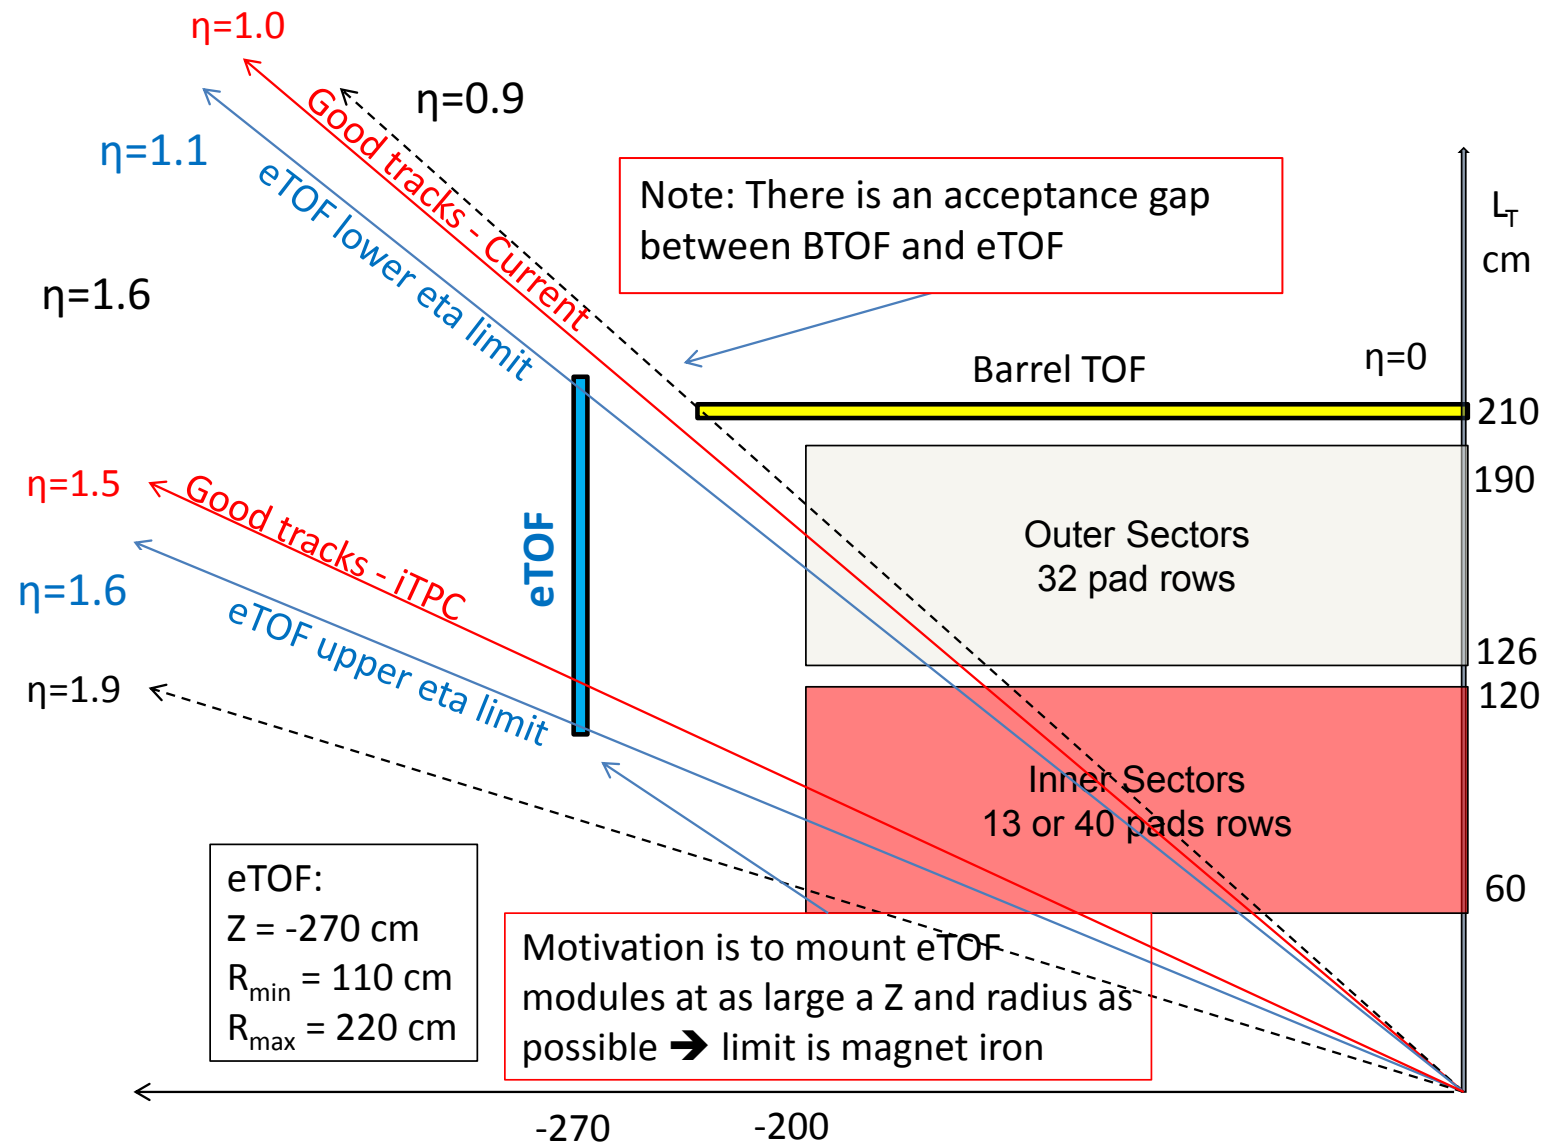 η=1.0
η=0.9
η=1.1
Good tracks - Current
eTOF lower eta limit
Note: There is an acceptance gap
between BTOF and eTOF
L_T
cm
η=1.6
Barrel TOF
η=0
210
η=1.5
Good tracks - iTPC
190
eTOF
Outer Sectors
32 pad rows
η=1.6
eTOF upper eta limit
126
η=1.9
120
Inner Sectors
13 or 40 pads rows
60
eTOF:
Z = -270 cm
R_min = 110 cm
R_max = 220 cm
Motivation is to mount eTOF
modules at as large a Z and radius as
possible 🡺 limit is magnet iron
-270
-200